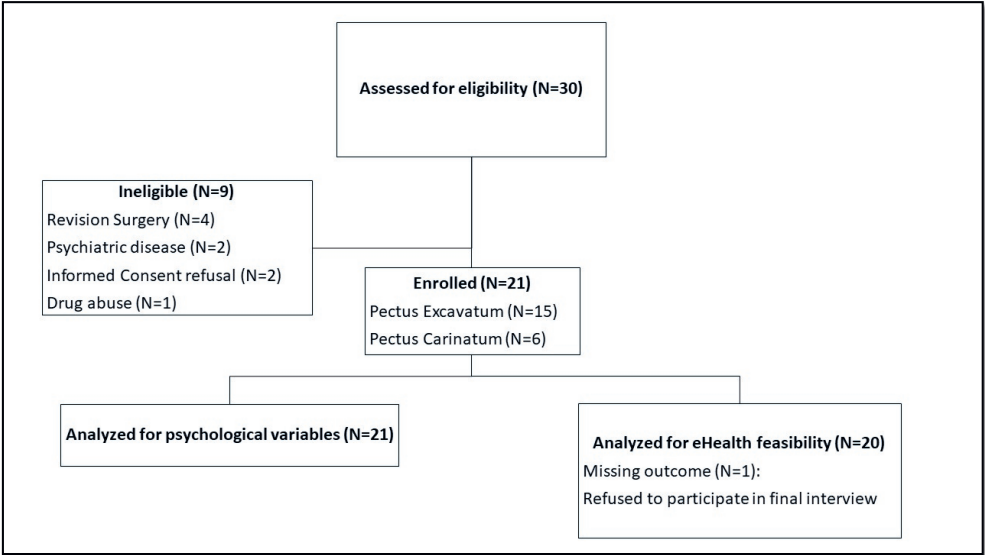 Assessed for eligibility (N=30)
Ineligible (N=9)
Revision Surgery (N=4)
Psychiatric disease (N=2)
Informed Consent refusal (N=2)
Drug abuse (N=1)
Enrolled (N=21)
Pectus Excavatum (N=15)
Pectus Carinatum (N=6)
Analyzed for psychological variables (N=21)
Analyzed for eHealth feasibility (N=20)
Missing outcome (N=1):
Refused to participate in final interview